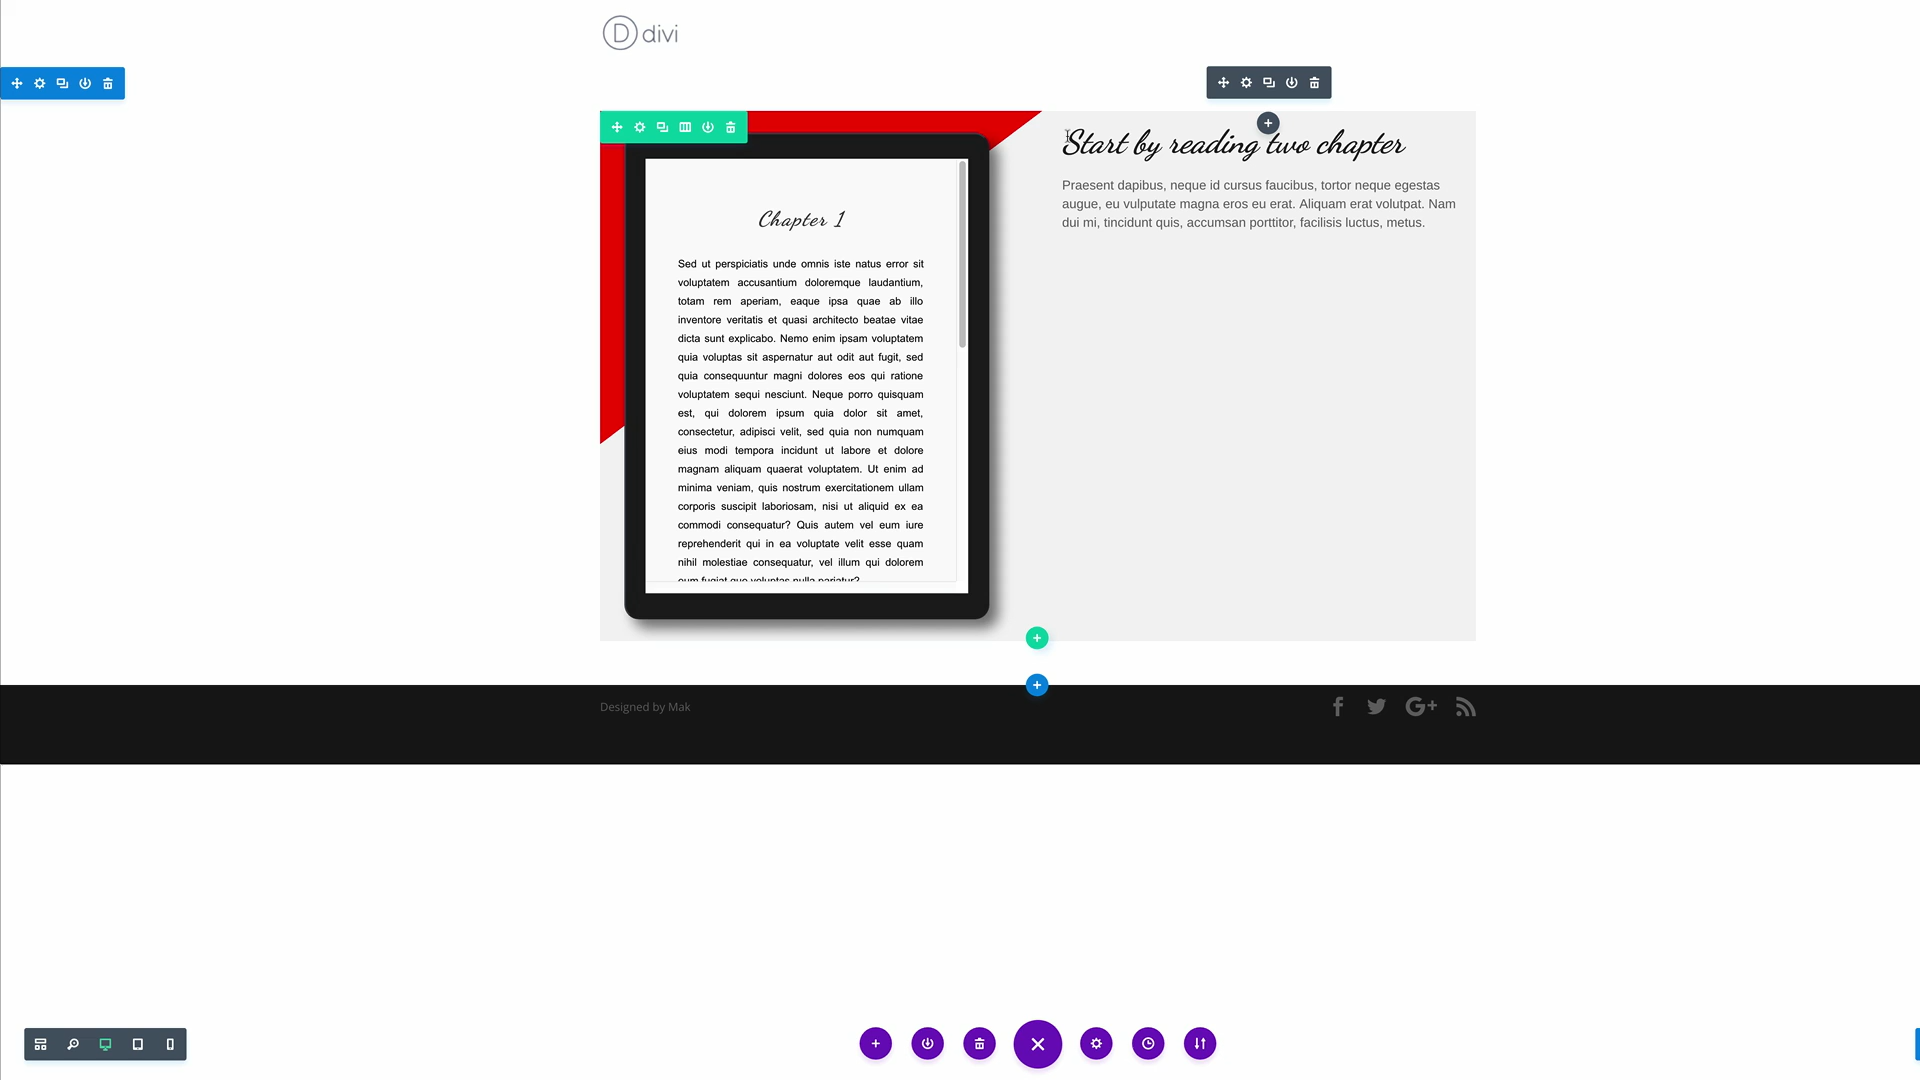 divi
Start by reading two chapter
Praesent dapibus, neque id cursus faucibus, tortor neque egestas
augue, eu vulputate magna eros eu erat. Aliquam erat volutpat. Nam
dui mi, tincidunt quis, accumsan porttitor, facilisis luctus, metus.
Chapter 1
Sed ut perspiciatis unde omnis iste natus error sit
voluptatem accusantium doloremque laudantium,
totam rem aperiam, eaque ipsa quae ab illo
inventore veritatis et quasi architecto beatae vitae
dicta sunt explicabo. Nemo enim ipsam voluptatem
quia voluptas sit aspernatur aut odit aut fugit, sed
quia consequuntur magni dolores eos qui ratione
voluptatem sequi nesciunt. Neque porro quisquam
est, qui dolorem ipsum quia dolor sit amet,
consectetur, adipisci velit, sed quia non numquam
eius modi tempora incidunt ut labore et dolore
magnam aliquam quaerat voluptatem. Ut enim ad
minima veniam, quis nostrum exercitationem ullam
corporis suscipit laboriosam, nisi ut aliquid ex ea
commodi consequatur? Quis autem vel eum iure
reprehenderit qui in ea voluptate velit esse quam
nihil molestiae consequatur, vel illum qui dolorem
eum fugiat quo voluptas nulla pariatur?
Designed by Mak